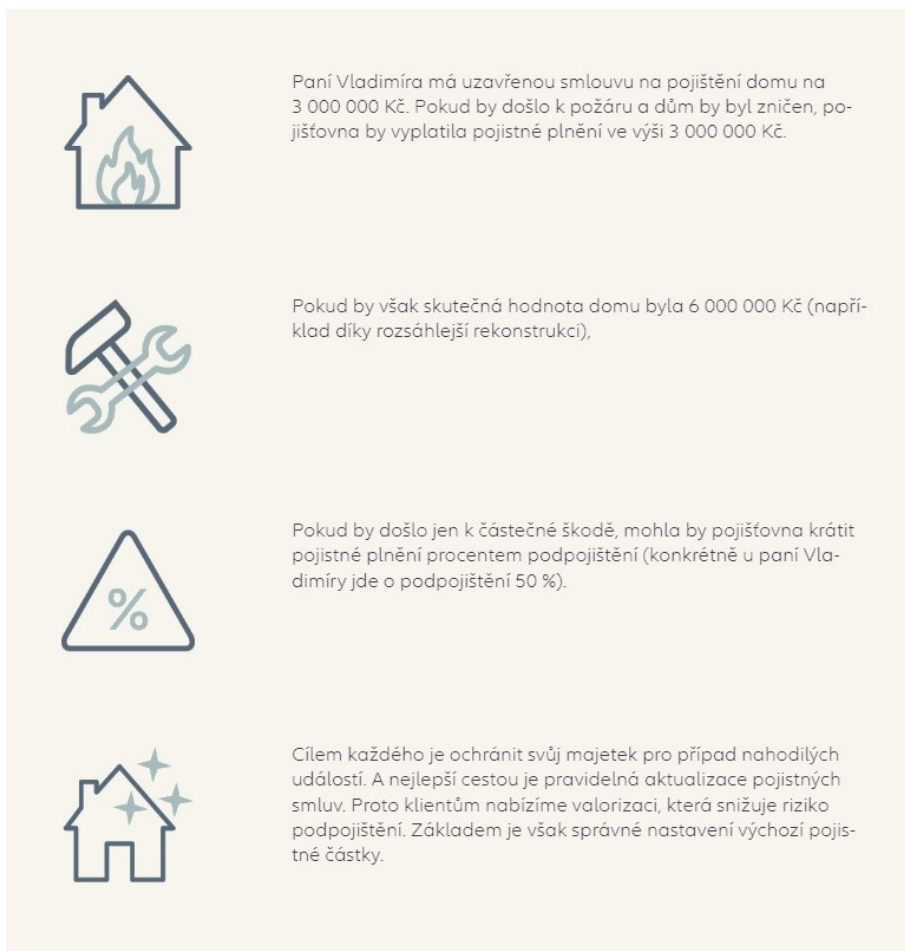 Paní Vladimíra má uzavřenou smlouvu na pojištění domu na
3 000 000 Kč. Pokud by došlo k požáru a dům by byl zničen, po-
jišťovna by vyplatila pojistné plnění ve výši 3 000 000 Kč.
Pokud by však skutečná hodnota domu byla 6 000 000 Kč (napří-
klad díky rozsáhlejší rekonstrukci),
Pokud by došlo jen k částečné škodě, mohla by pojišťovna krátit
pojistné plnění procentem podpojištění (konkrétně u paní Vla-
dimíry jde o podpojištění 50 %).
%
Cílem každého je ochránit svůj majetek pro případ nahodilých
událostí. A nejlepší cestou je pravidelná aktualizace pojistných
smluv. Proto klientům nabízíme valorizaci, která snižuje riziko
podpojištění. Základem je však správné nastavení výchozí pojist-
né částky.